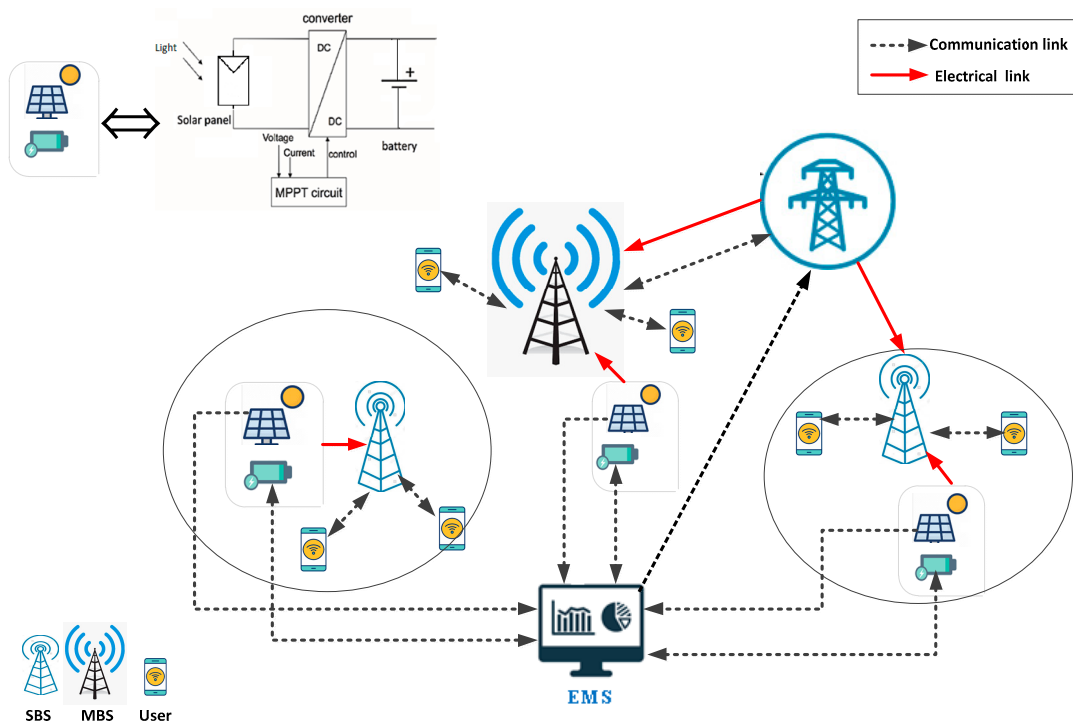 converter
Light
DC
DC
Solar panel
battery
Voltage
Current
control
MPPT circuit
Communication link
Electrical link
EMS
SBS
MBS
User